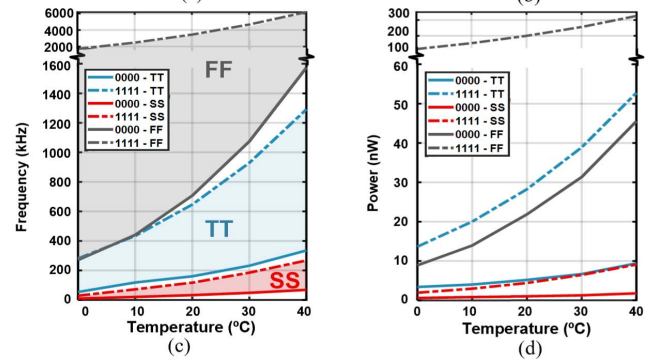 6000
4000
2000
1600
1400
1200
1000
800
600
400
200
0
Frequency (kHz)
0000 - TT
1111 - TT
0000 - SS
1111 - SS
0000 - FF
1111 - FF
FF
TT
SS
0 10 20 30 40
Temperature (ºC)
(c)
300
200
100
60
50
40
30
20
10
0
Power (nW)
0000 - TT
1111 - TT
0000 - SS
1111 - SS
0000 - FF
1111 - FF
0 10 20 30 40
Temperature (ºC)
(d)